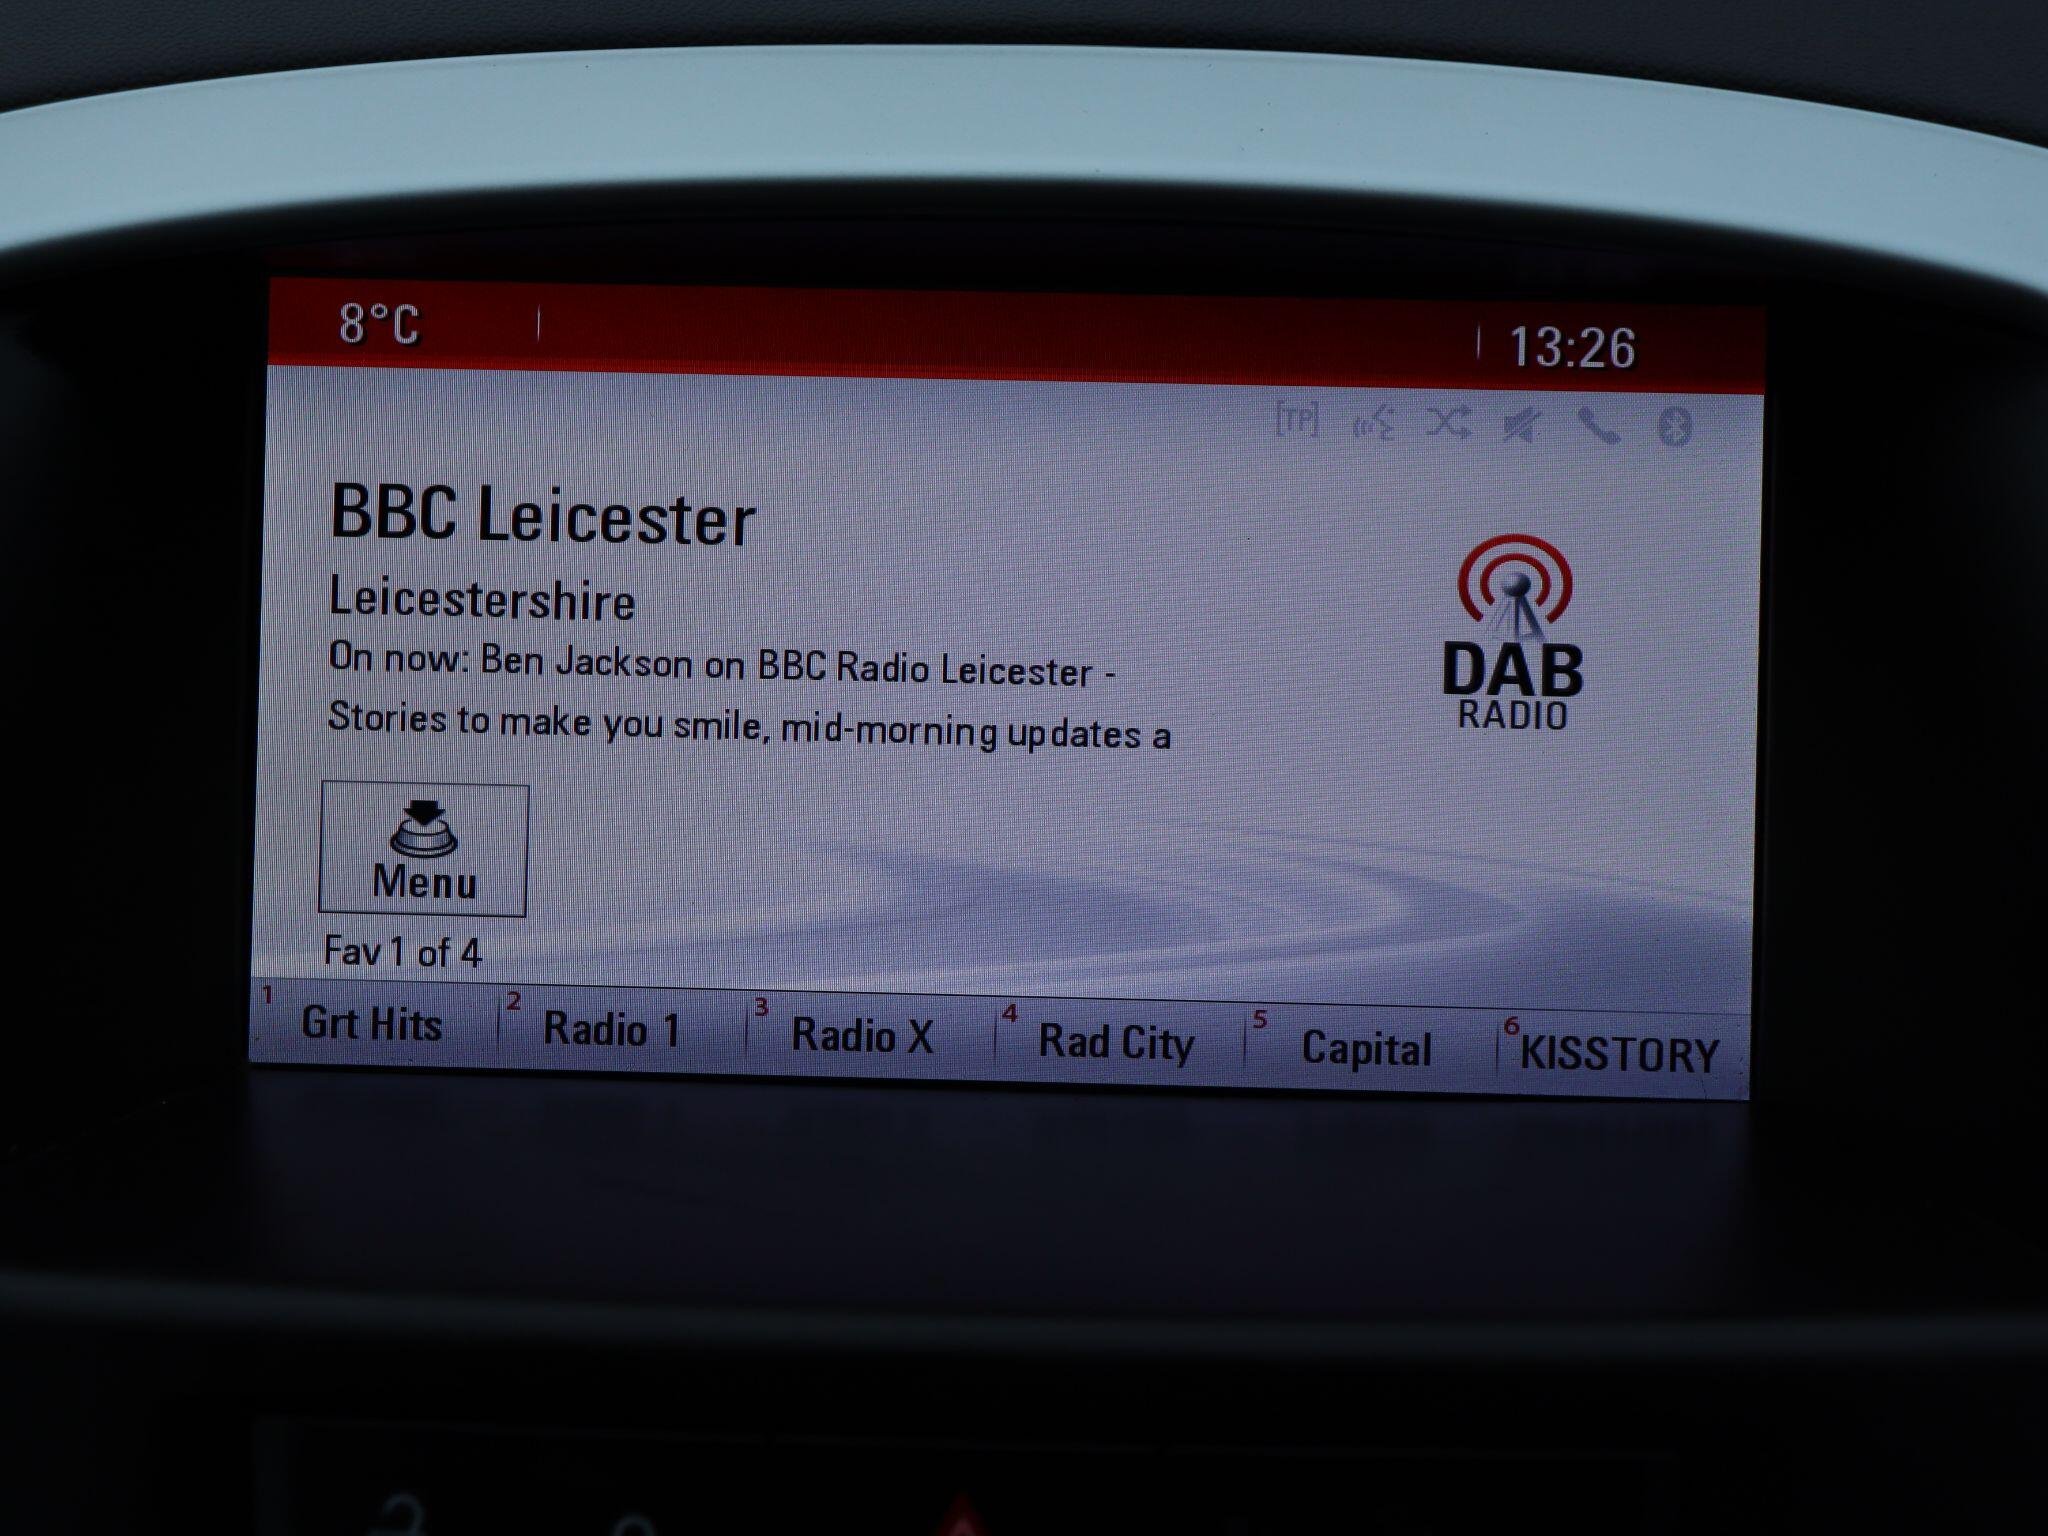 8°C
13:26
[TP]
BBC Leicester
Leicestershire
On now: Ben Jackson on BBC Radio Leicester -
Stories to make you smile, mid-morning updates a
DAB
RADIO
Menu
Fav 1 of 4
1 Grt Hits 2 Radio 1 3 Radio X 4 Rad City 5 Capital 6 KISSTORY